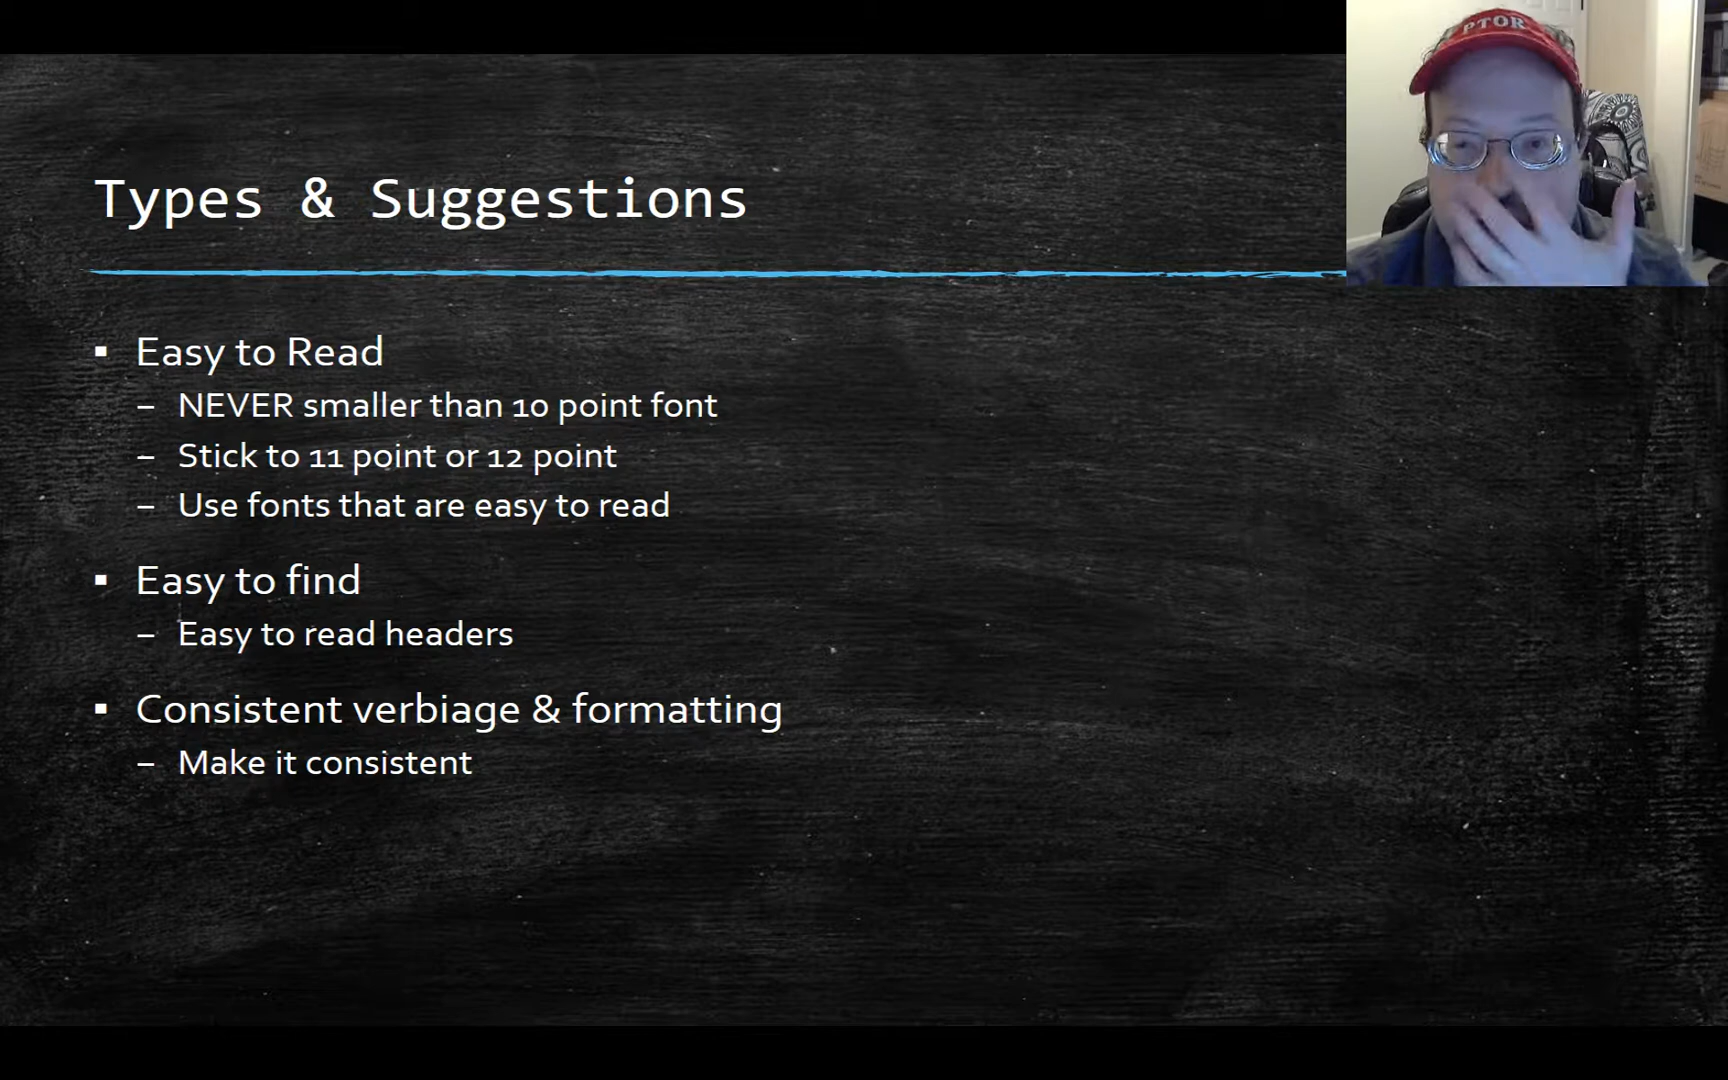 PTOR
Types & Suggestions
Easy to Read
– NEVER smaller than 10 point font
– Stick to 11 point or 12 point
– Use fonts that are easy to read
Easy to find
– Easy to read headers
Consistent verbiage & formatting
– Make it consistent